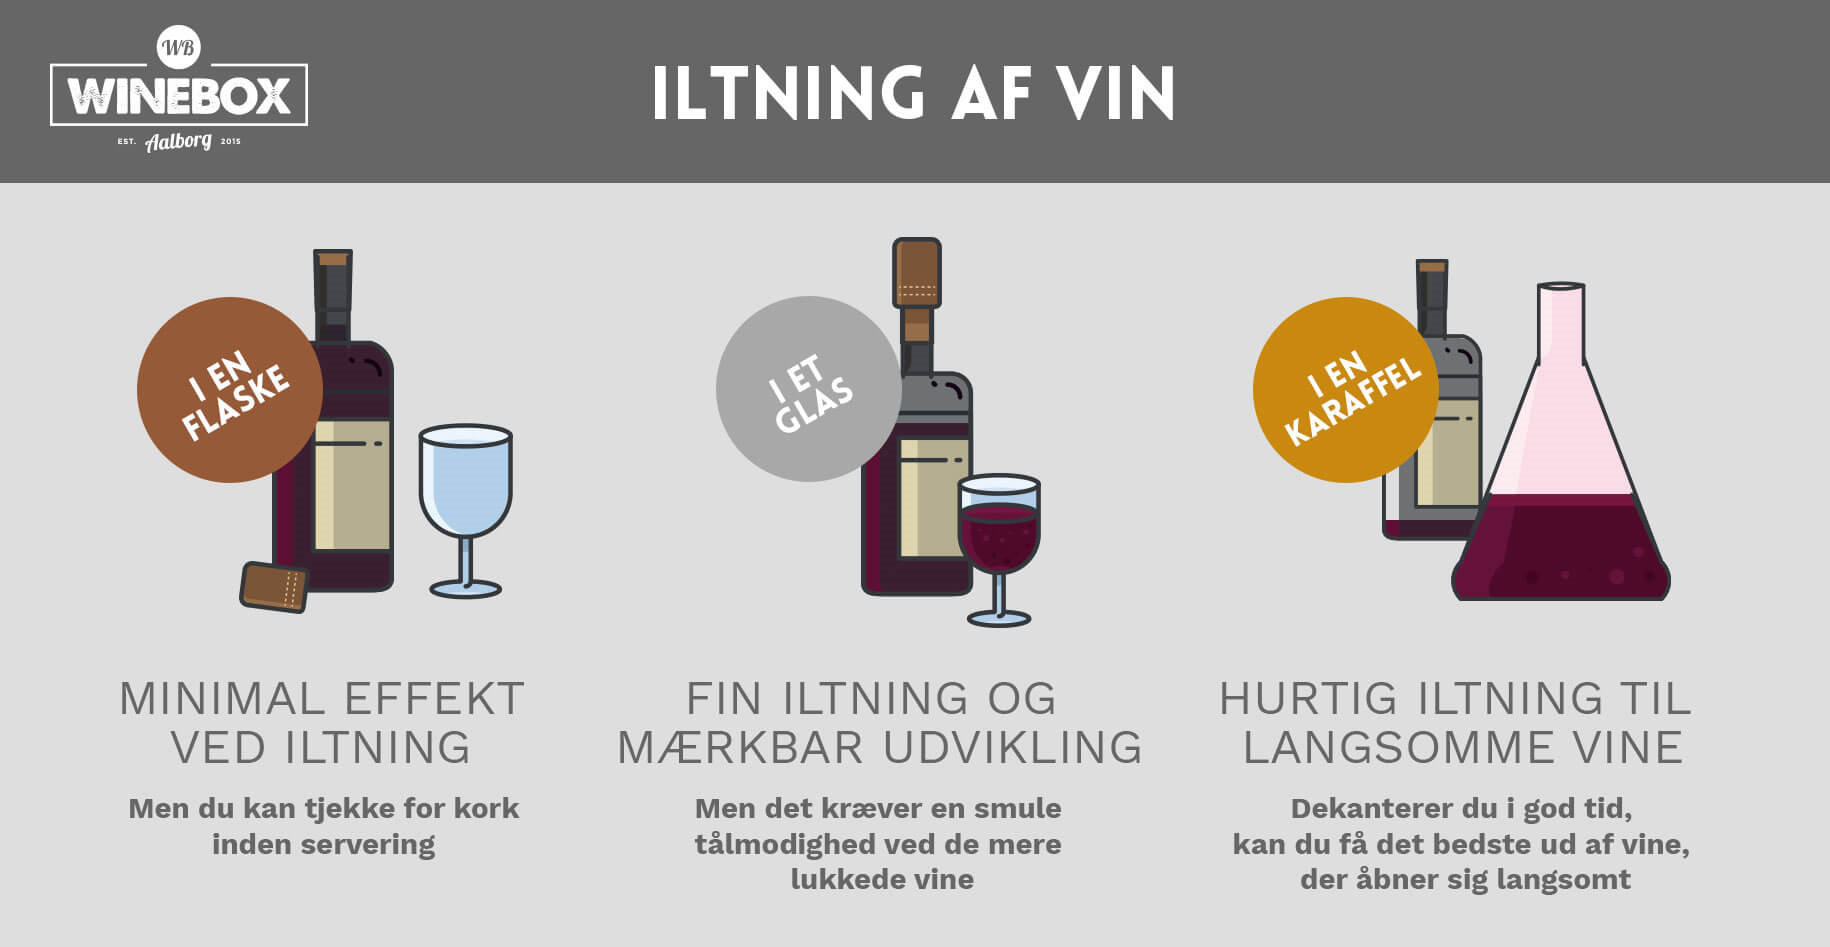 WB
WINEBOX
EST. Aalborg 2015
ILTNING AF VIN
I EN
FLASKE
MINIMAL EFFEKT
VED ILTNING
Men du kan tjekke for kork
inden servering
I ET
GLAS
FIN ILTNING OG
MÆRKBAR UDVIKLING
Men det kræver en smule
tålmodighed ved de mere
lukkede vine
I EN
KARAFFEL
HURTIG ILTNING TIL
LANGSOMME VINE
Dekanterer du i god tid,
kan du få det bedste ud af vine,
der åbner sig langsomt